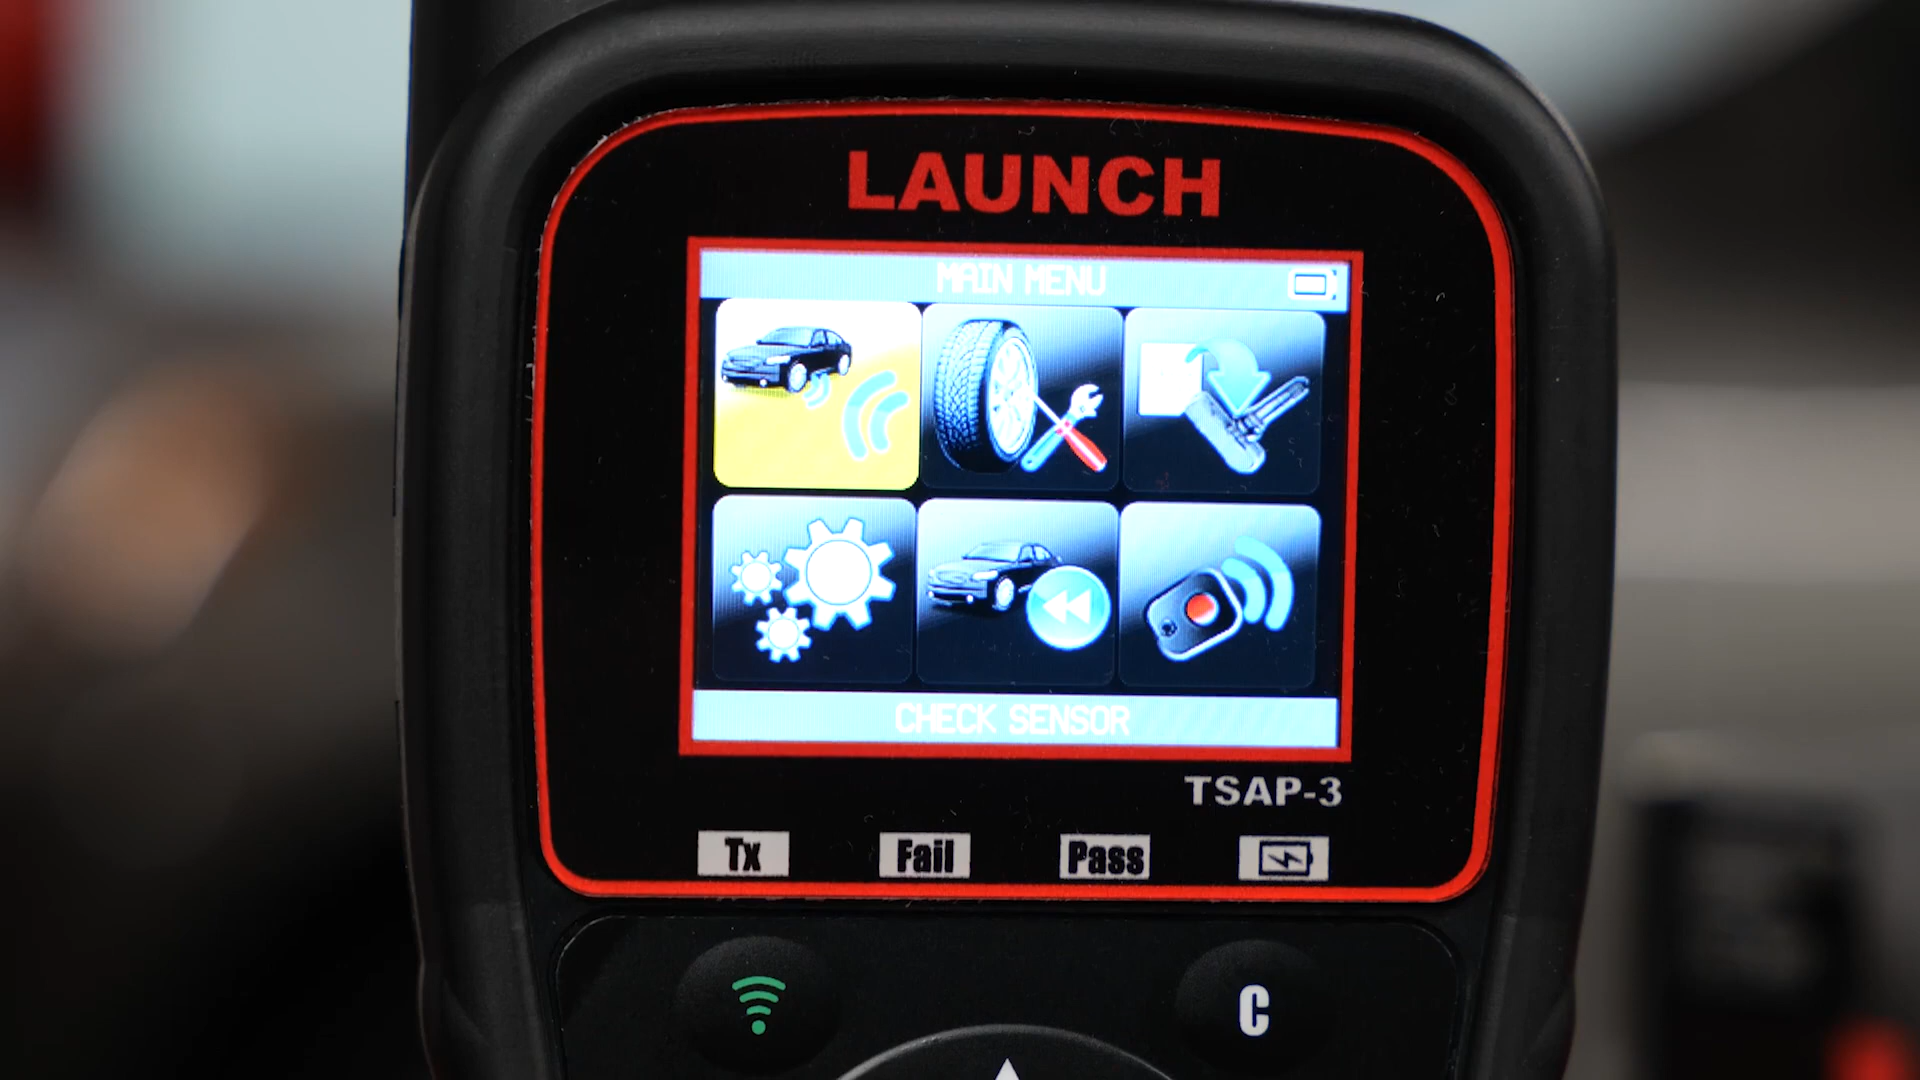 LAUNCH
MAIN MENU
CHECK SENSOR
TSAP-3
Tx Fail Pass
C